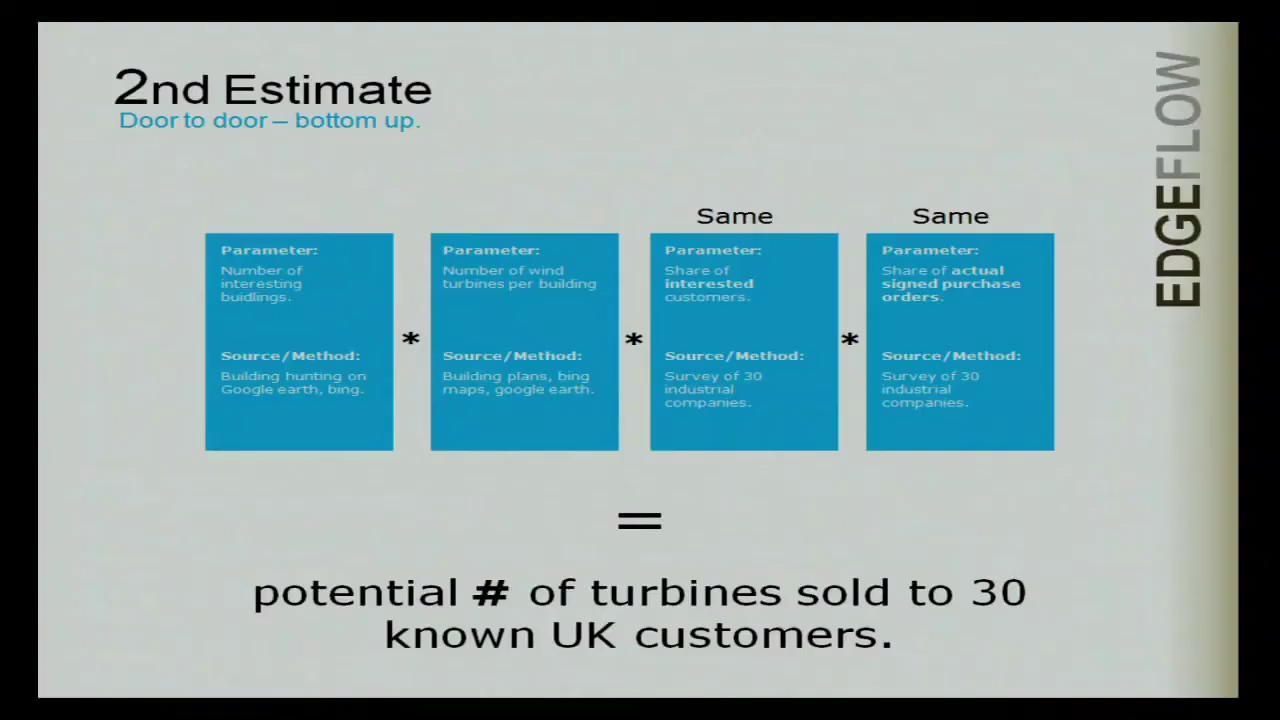 2nd Estimate
Door to door – bottom up.
EDGEFLOW
Same
Same
Parameter:
Number of
interesting
buidlings.
Source/Method:
Building hunting on
Google earth, bing.
*
Parameter:
Number of wind
turbines per building
Source/Method:
Building plans, bing
maps, google earth.
*
Parameter:
Share of
interested
customers.
Source/Method:
Survey of 30
industrial
companies.
*
Parameter:
Share of actual
signed purchase
orders.
Source/Method:
Survey of 30
industrial
companies.
=
potential # of turbines sold to 30
known UK customers.